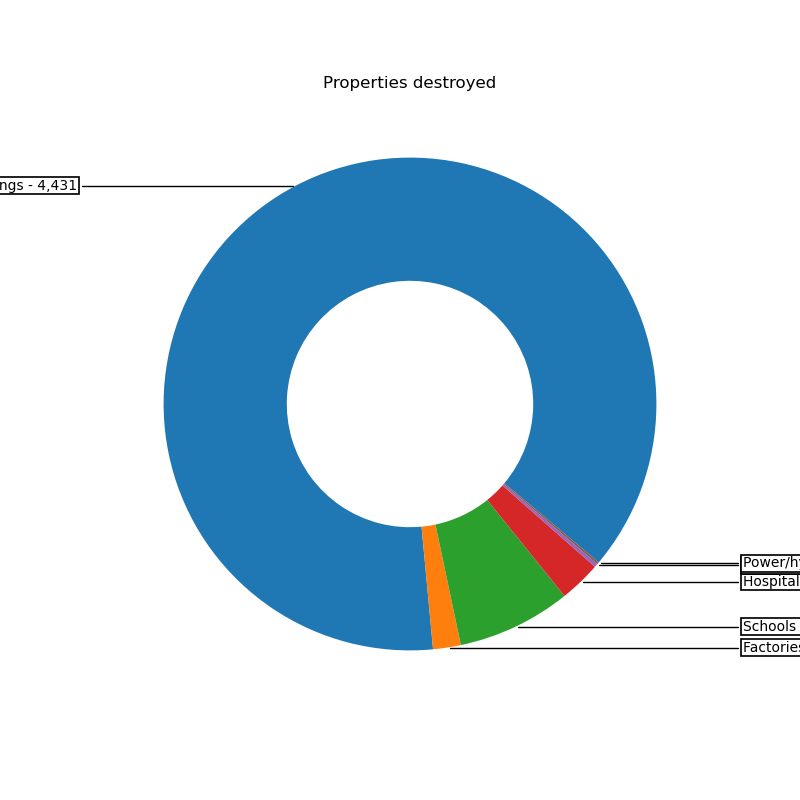 Properties destroyed
ngs - 4,431
Power/h
Hospital
Schools
Factories